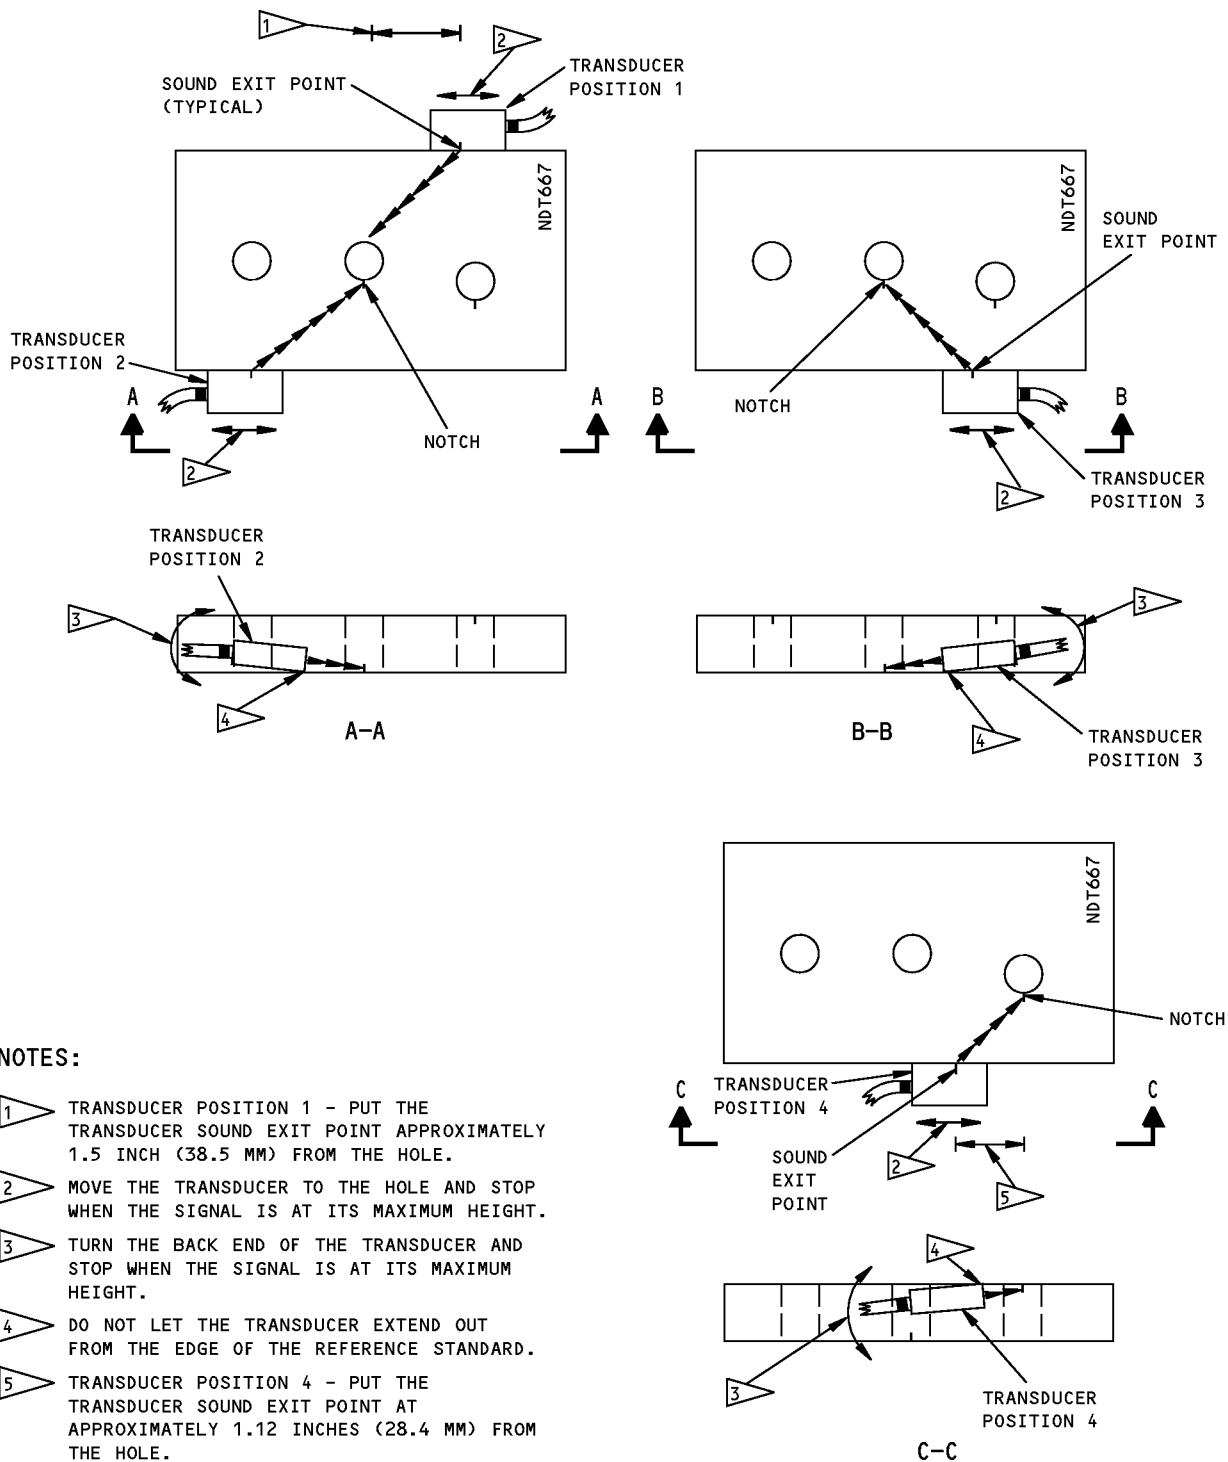 1
2
TRANSDUCER
POSITION 1
SOUND EXIT POINT
(TYPICAL)
NDT667
TRANSDUCER
POSITION 2
A
A
NOTCH
2
NDT667
SOUND
EXIT POINT
B
B
NOTCH
2
TRANSDUCER
POSITION 3
TRANSDUCER
POSITION 2
3
4
A-A
3
4
B-B
TRANSDUCER
POSITION 3
NDT667
NOTCH
C
C
TRANSDUCER
POSITION 4
SOUND
EXIT
POINT
2
5
4
3
TRANSDUCER
POSITION 4
C-C
NOTES:
1 TRANSDUCER POSITION 1 - PUT THE
TRANSDUCER SOUND EXIT POINT APPROXIMATELY
1.5 INCH (38.5 MM) FROM THE HOLE.
2 MOVE THE TRANSDUCER TO THE HOLE AND STOP
WHEN THE SIGNAL IS AT ITS MAXIMUM HEIGHT.
3 TURN THE BACK END OF THE TRANSDUCER AND
STOP WHEN THE SIGNAL IS AT ITS MAXIMUM
HEIGHT.
4 DO NOT LET THE TRANSDUCER EXTEND OUT
FROM THE EDGE OF THE REFERENCE STANDARD.
5 TRANSDUCER POSITION 4 - PUT THE
TRANSDUCER SOUND EXIT POINT AT
APPROXIMATELY 1.12 INCHES (28.4 MM) FROM
THE HOLE.